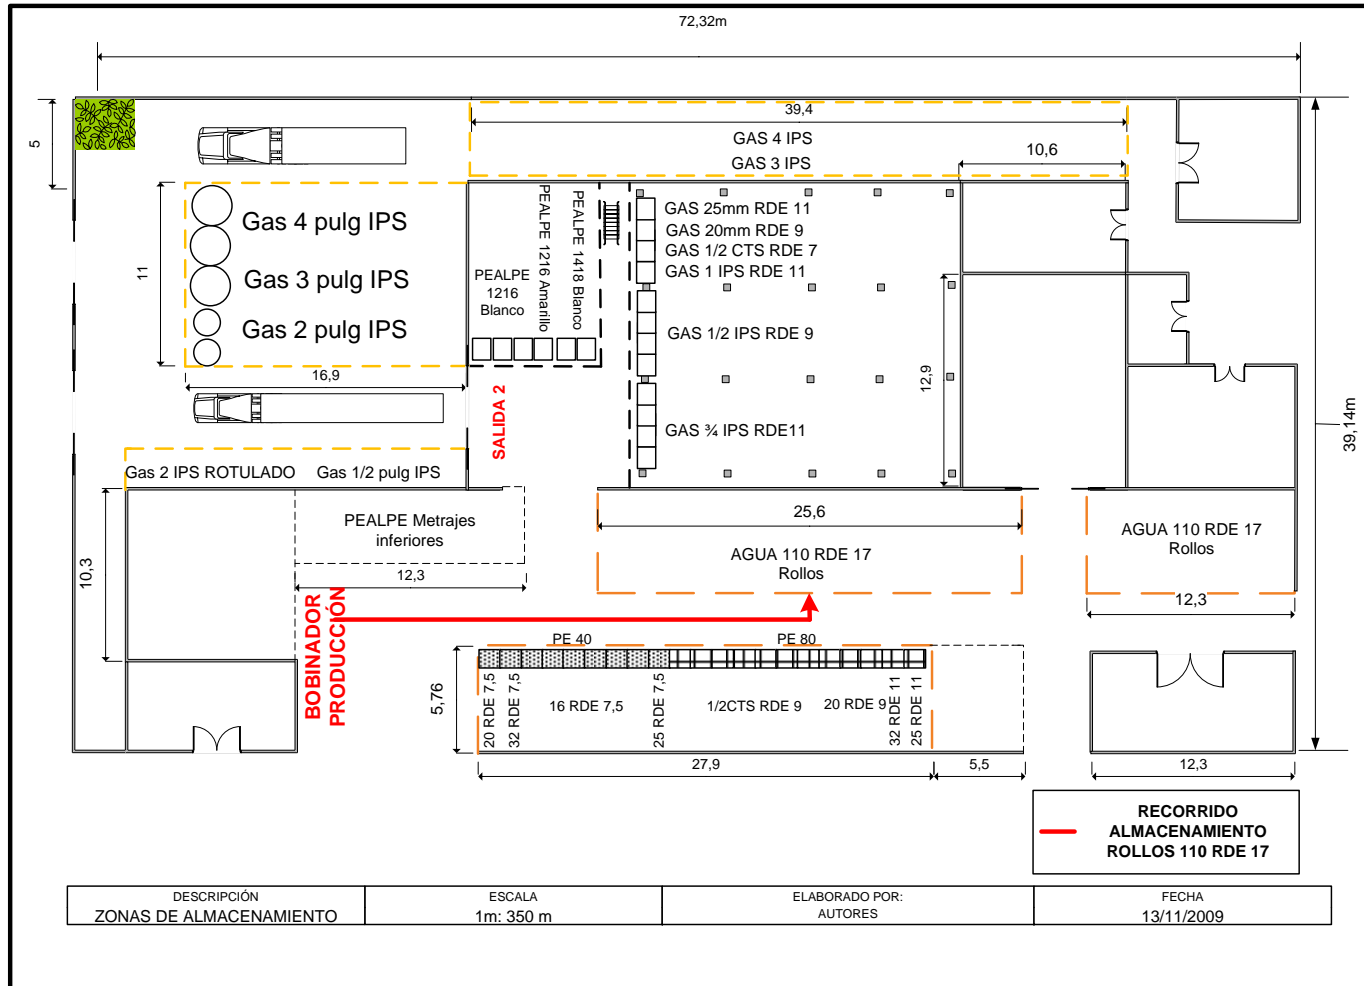 72,32m
39,4
GAS 4 IPS
GAS 3 IPS
10,6
5
Gas 4 pulg IPS
Gas 3 pulg IPS
Gas 2 pulg IPS
11
16,9
PEALPE
1216
Blanco
PEALPE 1216 Amarillo
PEALPE 1418 Blanco
GAS 25mm RDE 11
GAS 20mm RDE 9
GAS 1/2 CTS RDE 7
GAS 1 IPS RDE 11
GAS 1/2 IPS RDE 9
GAS ¾ IPS RDE11
12,9
39,14m
SALIDA 2
Gas 2 IPS ROTULADO
Gas 1/2 pulg IPS
PEALPE Metrajes
inferiores
12,3
10,3
25,6
AGUA 110 RDE 17
Rollos
AGUA 110 RDE 17
Rollos
12,3
BOBINADOR
PRODUCCIÓN
PE 40
PE 80
5,76
20 RDE 7,5
32 RDE 7,5
16 RDE 7,5
25 RDE 7,5
1/2CTS RDE 9
20 RDE 9
32 RDE 11
25 RDE 11
27,9
5,5
12,3
RECORRIDO
ALMACENAMIENTO
ROLLOS 110 RDE 17
DESCRIPCIÓN
ZONAS DE ALMACENAMIENTO
ESCALA
1m: 350 m
ELABORADO POR:
AUTORES
FECHA
13/11/2009